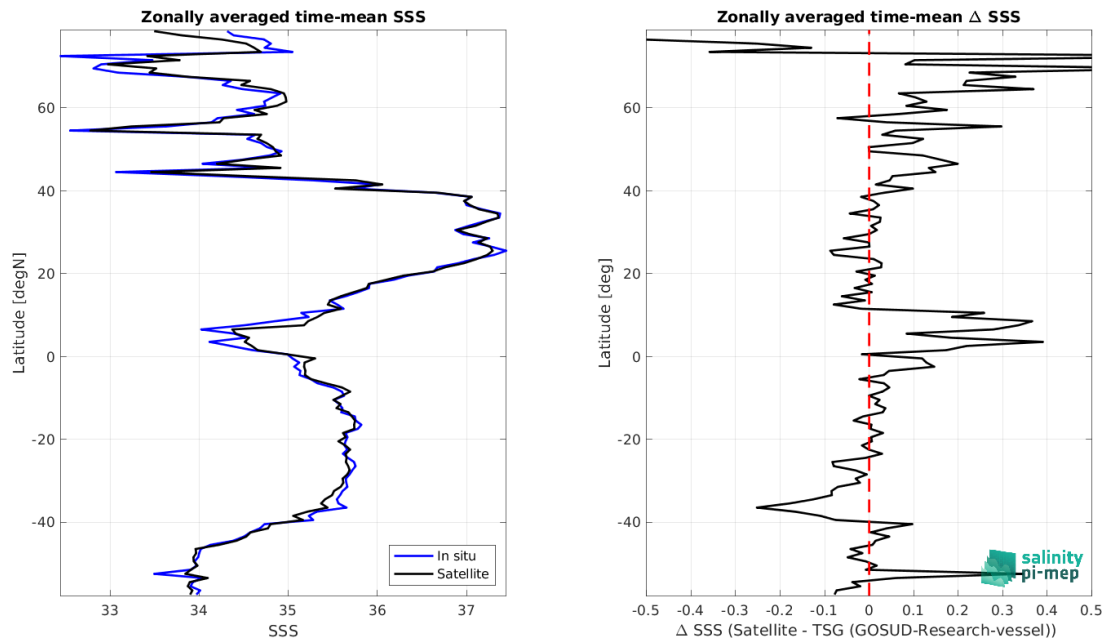 Zonally averaged time-mean SSS
60
40
20
0
-20
-40
Latitude [degN]
33
34
35
36
37
SSS
In situ
Satellite
Zonally averaged time-mean Δ SSS
60
40
20
0
-20
-40
Latitude [deg]
-0.5
-0.4
-0.3
-0.2
-0.1
0
0.1
0.2
0.3
0.4
0.5
Δ SSS (Satellite - TSG (GOSUD-Research-vessel))
salinity
pi-mep